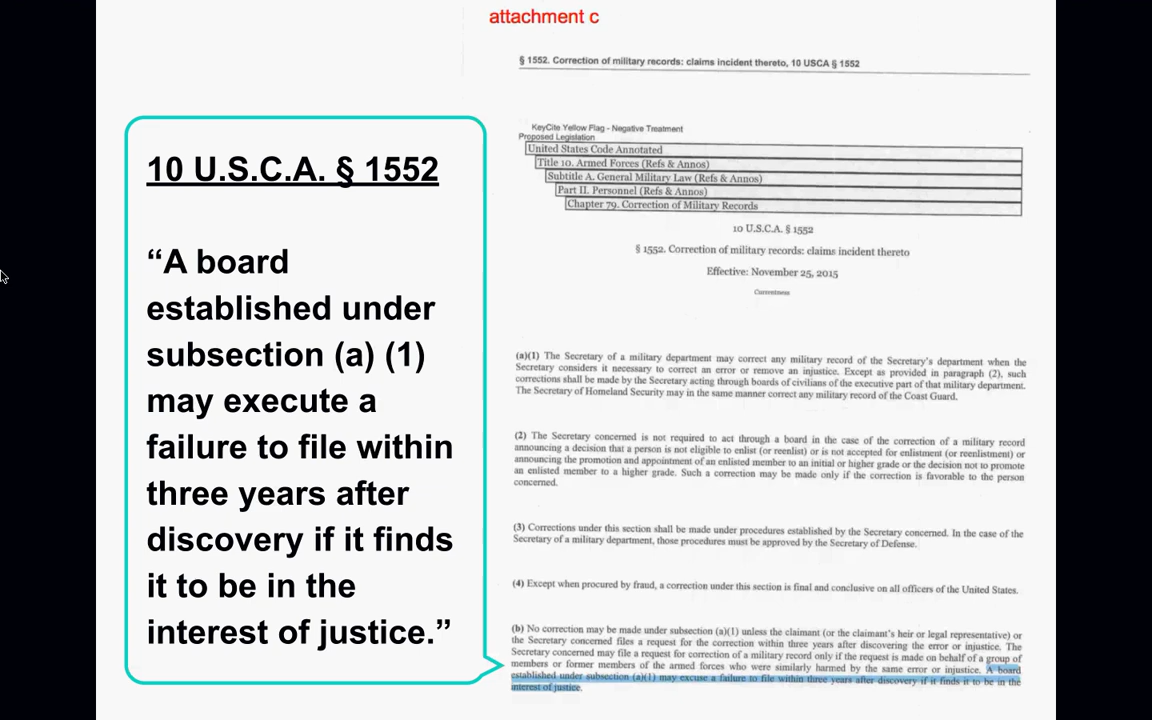 attachment c
§ 1552. Correction of military records: claims incident thereto, 10 USCA § 1552
KeyCite Yellow Flag - Negative Treatment
Proposed Legislation
United States Code Annotated
Title 10. Armed Forces (Refs & Annos)
Subtitle A. General Military Law (Refs & Annos)
Part II. Personnel (Refs & Annos)
Chapter 79. Correction of Military Records
10 U.S.C.A. § 1552
§ 1552. Correction of military records: claims incident thereto
Effective: November 25, 2015
Currentness
(a)(1) The Secretary of a military department may correct any military record of the Secretary's department when the
Secretary considers it necessary to correct an error or remove an injustice. Except as provided in paragraph (2), such
corrections shall be made by the Secretary acting through boards of civilians of the executive part of that military department.
The Secretary of Homeland Security may in the same manner correct any military record of the Coast Guard.
(2) The Secretary concerned is not required to act through a board in the case of the correction of a military record
announcing a decision that a person is not eligible to enlist (or reenlist) or is not accepted for enlistment (or reenlistment) or
announcing the promotion and appointment of an enlisted member to an initial or higher grade or the decision not to promote
an enlisted member to a higher grade. Such a correction may be made only if the correction is favorable to the person
concerned.
(3) Corrections under this section shall be made under procedures established by the Secretary concerned. In the case of the
Secretary of a military department, those procedures must be approved by the Secretary of Defense.
(4) Except when procured by fraud, a correction under this section is final and conclusive on all officers of the United States.
(b) No correction may be made under subsection (a)(1) unless the claimant (or the claimant's heir or legal representative) or
the Secretary concerned files a request for the correction within three years after discovering the error or injustice. The
Secretary concerned may file a request for correction of a military record only if the request is made on behalf of a group of
members or former members of the armed forces who were similarly harmed by the same error or injustice. A board
established under subsection (a)(1) may excuse a failure to file within three years after discovery if it finds it to be in the
interest of justice.
10 U.S.C.A. § 1552
“A board
established under
subsection (a) (1)
may execute a
failure to file within
three years after
discovery if it finds
it to be in the
interest of justice.”